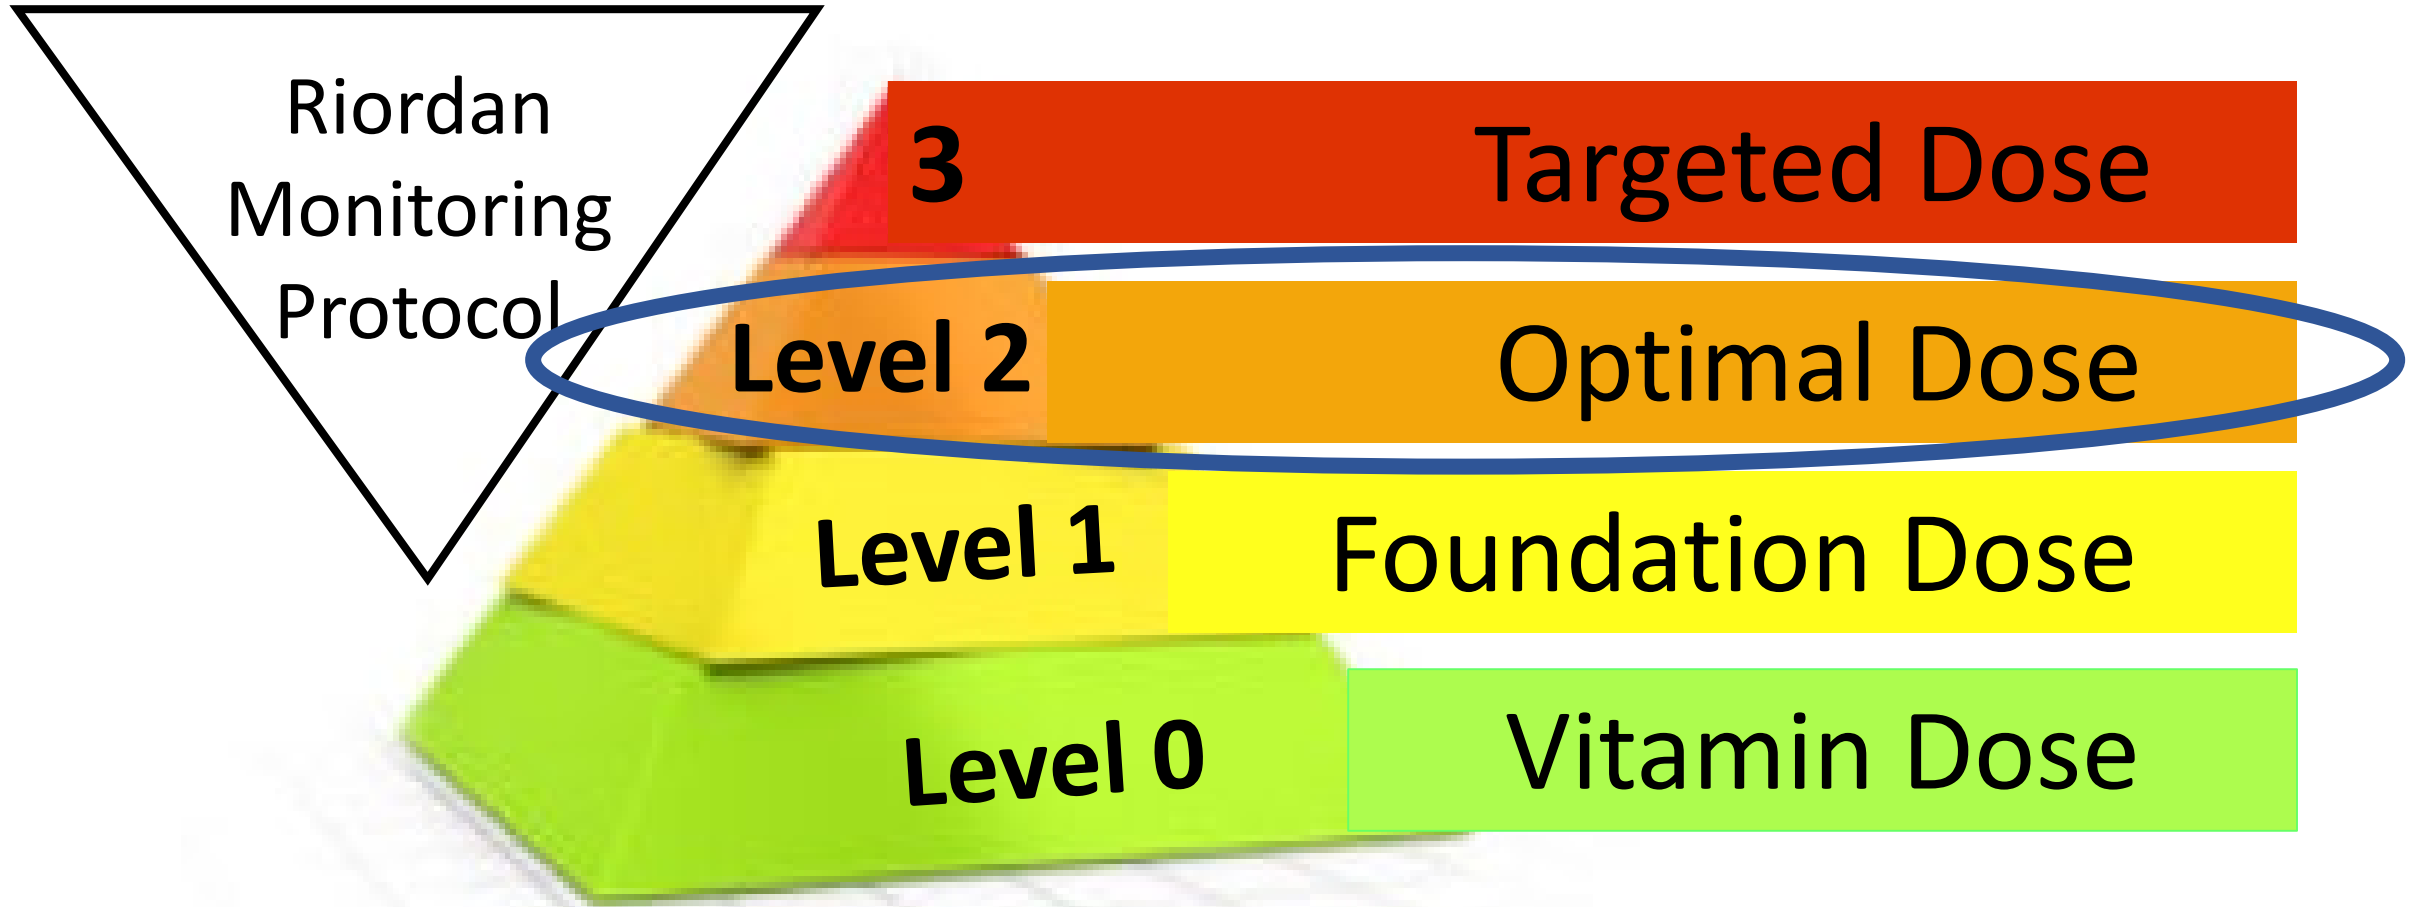 Riordan
Monitoring
Protocol
3 Targeted Dose
Level 2 Optimal Dose
Level 1 Foundation Dose
Level 0 Vitamin Dose